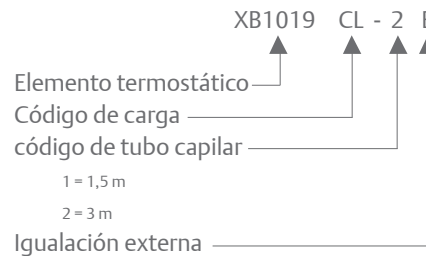 XB1019 CL - 2
Elemento termostático
Código de carga
código de tubo capilar
1 = 1,5 m
2 = 3 m
Igualación externa